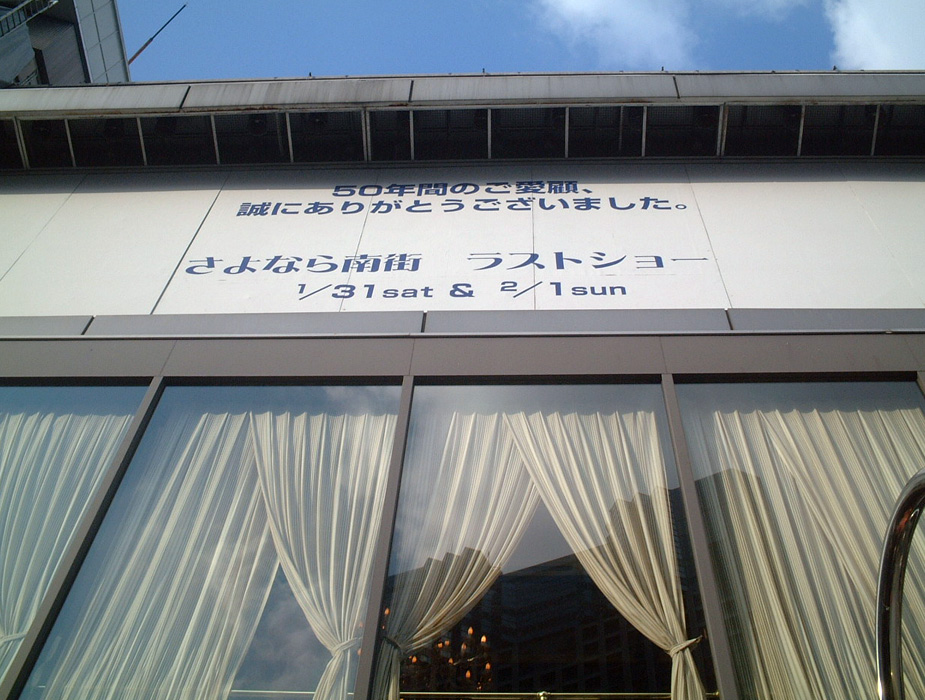 50年間のご愛顧、
誠にありがとうございました。
さよなら南街　ラストショー
1/31sat & 2/1sun